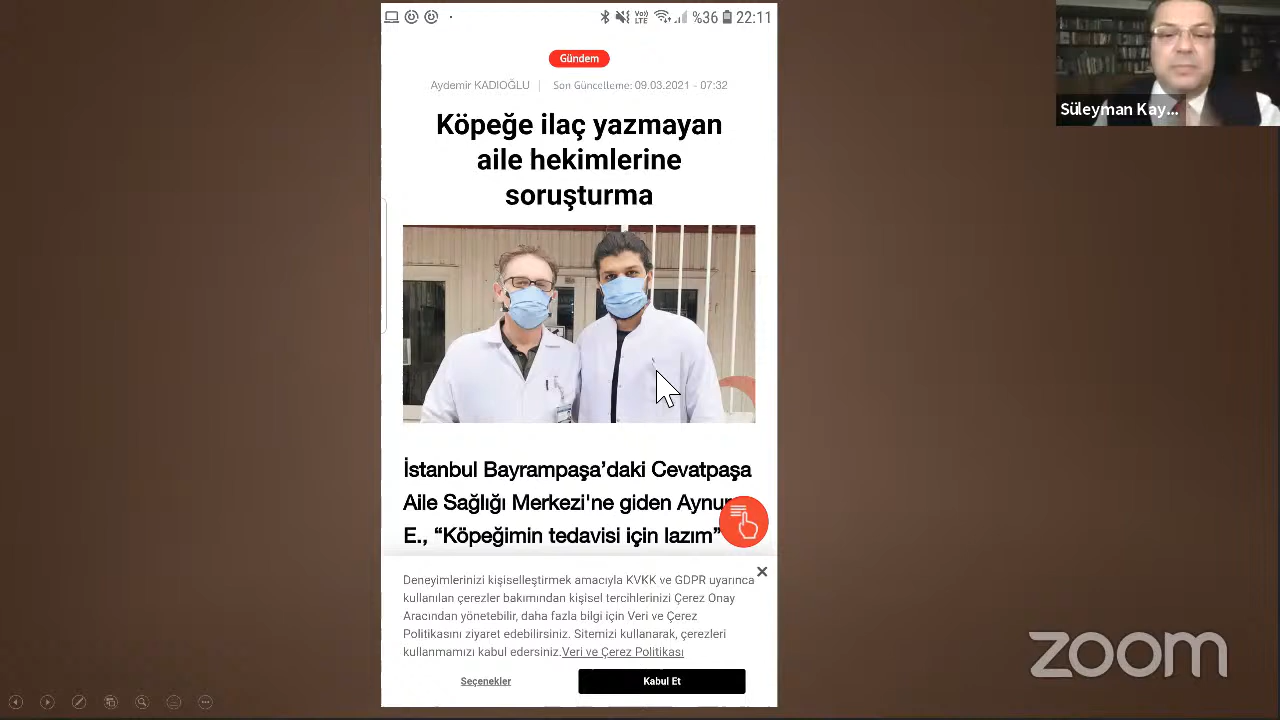 %36 22:11
Gündem
Aydemir KADIOĞLU | Son Güncelleme: 09.03.2021 - 07:32
Köpeğe ilaç yazmayan
aile hekimlerine
soruşturma
İstanbul Bayrampaşa’daki Cevatpaşa
Aile Sağlığı Merkezi'ne giden Aynur
E., “Köpeğimin tedavisi için lazım”
Deneyimlerinizi kişiselleştirmek amacıyla KVKK ve GDPR uyarınca
kullanılan çerezler bakımından kişisel tercihlerinizi Çerez Onay
Aracından yönetebilir, daha fazla bilgi için Veri ve Çerez
Politikasını ziyaret edebilirsiniz. Sitemizi kullanarak, çerezleri
kullanmamızı kabul edersiniz.Veri ve Çerez Politikası
Seçenekler
Kabul Et
Süleyman Kay...
zoom